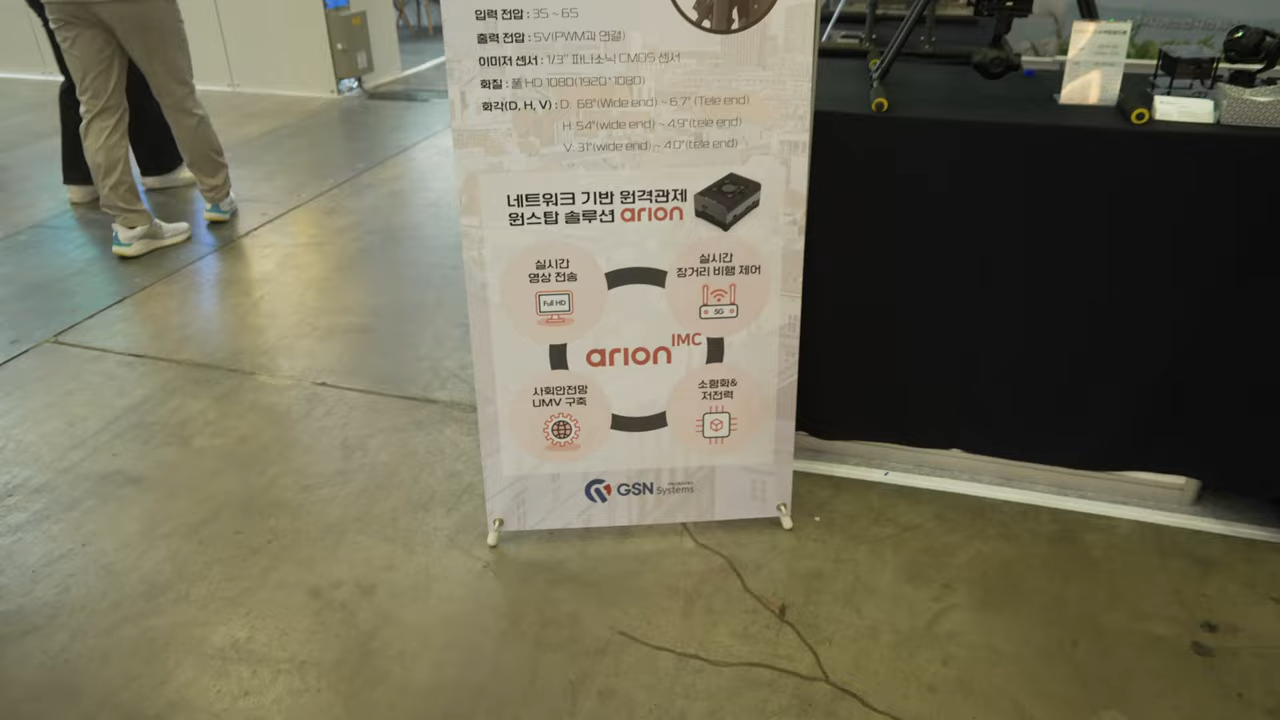 입력 전압 : 3S ~ 6S
출력 전압 : 5V(PWM과 연결)
이미지 센서 : 1/3" 파나소닉 CMOS 센서
화질 : 풀 HD 1080(1920*1080)
화각(D, H, V) : D: 68°(Wide end) ~ 6.7° (Tele end)
H: 54°(wide end) ~ 4.9°(tele end)
V: 31°(wide end) ~ 4.0°(tele end)
네트워크 기반 원격관제
원스탑 솔루션 arion
실시간
영상 전송
Full HD
실시간
장거리 비행 제어
5G
arion IMC
사회안전망
UMV 구축
소형화&
저전력
GSN Systems